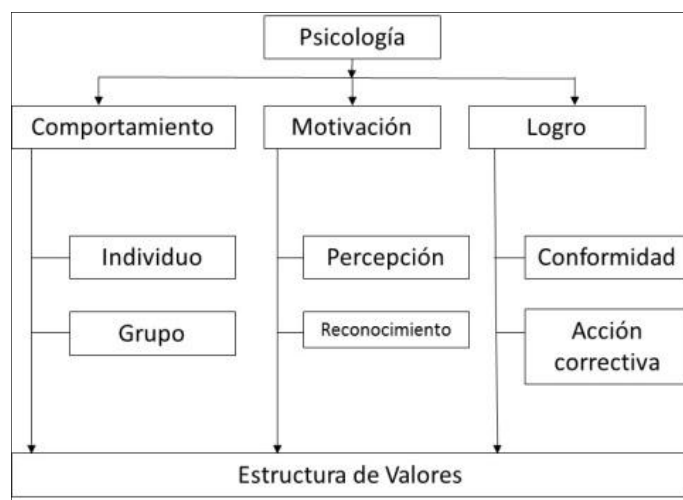 Psicología
Comportamiento
Motivación
Logro
Individuo
Percepción
Conformidad
Grupo
Reconocimiento
Acción
correctiva
Estructura de Valores